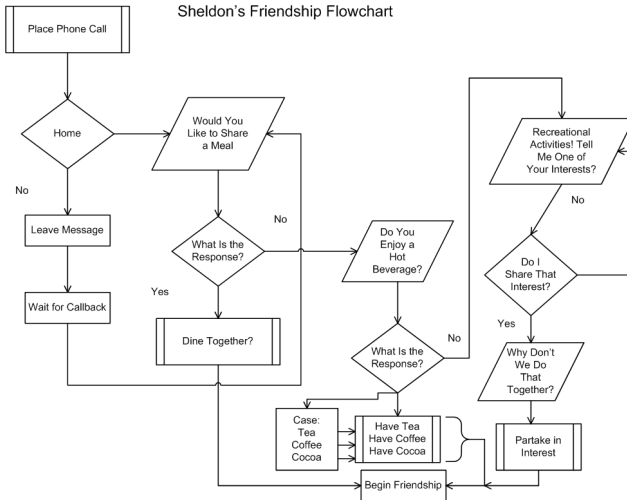 Sheldon's Friendship Flowchart
Place Phone Call
Home
No
Leave Message
Wait for Callback
Would You
Like to Share
a Meal
What Is the
Response?
No
Yes
Dine Together?
Do You
Enjoy a
Hot
Beverage?
What Is the
Response?
No
Case:
Tea
Coffee
Cocoa
Have Tea
Have Coffee
Have Cocoa
Recreational
Activities! Tell
Me One of
Your Interests?
No
Do I
Share That
Interest?
Yes
Why Don't
We Do
That
Together?
Partake in
Interest
Begin Friendship